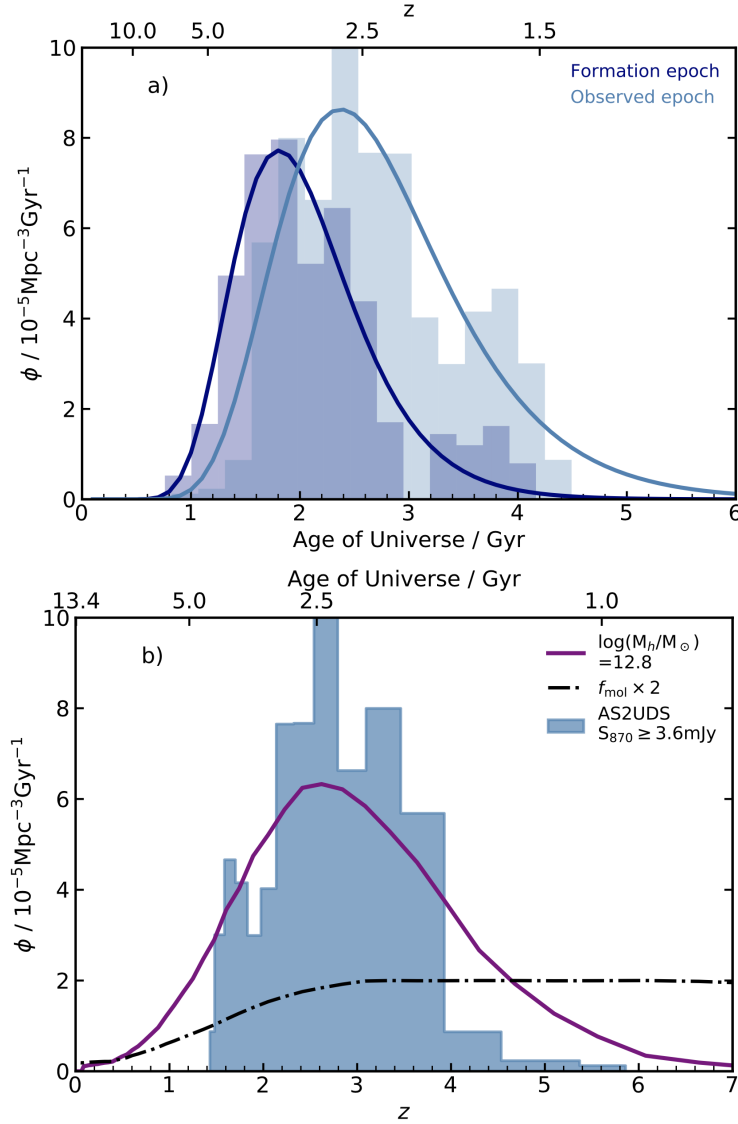 z
10.0 5.0 2.5 1.5
10
8
6
4
2
0
ϕ / 10⁻⁵Mpc⁻³Gyr⁻¹
a)
Formation epoch
Observed epoch
0 1 2 3 4 5 6
Age of Universe / Gyr
Age of Universe / Gyr
13.4 5.0 2.5 1.0
10
8
6
4
2
0
ϕ / 10⁻⁵Mpc⁻³Gyr⁻¹
b)
log(Mₕ/M☉)
=12.8
f_mol × 2
AS2UDS
S₈₇₀ ≥ 3.6mJy
0 1 2 3 4 5 6 7
z